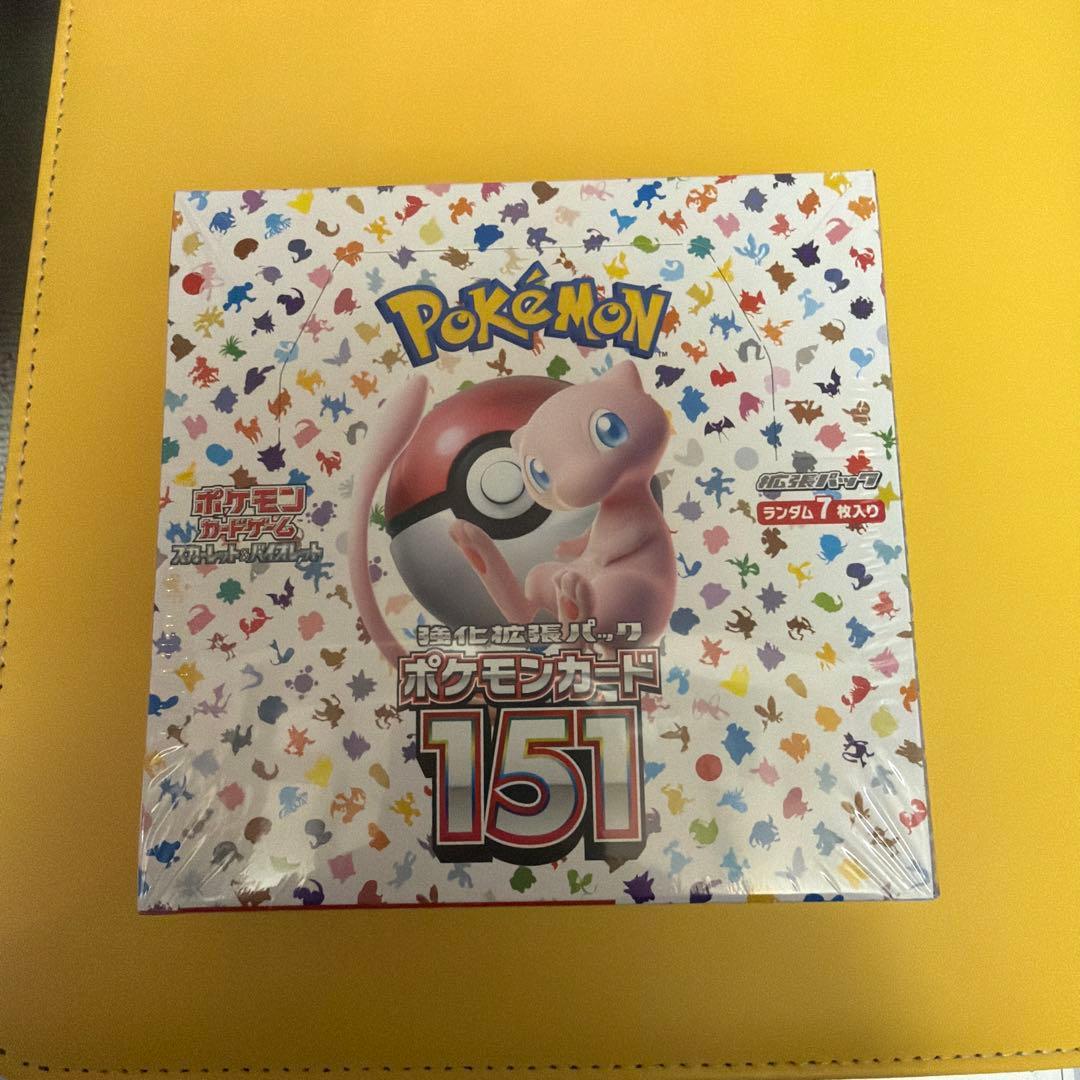 POKÉMON
TM
ポケモン
カードゲーム
スカーレット&バイオレット
拡張パック
ランダム7枚入り
強化拡張パック
ポケモンカード
151